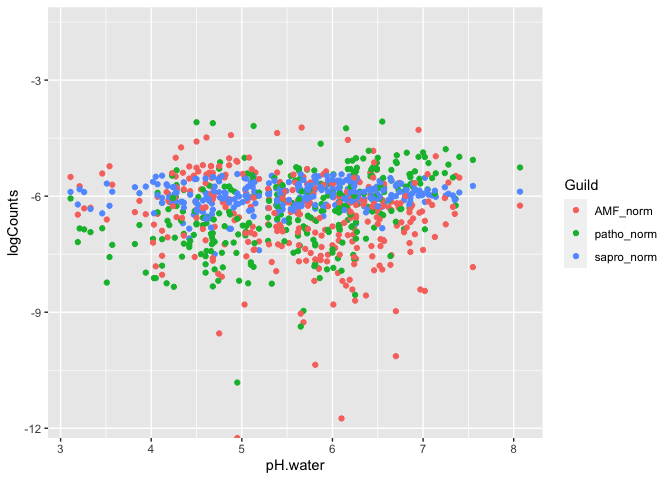 -3
-6
-9
-12
logCounts
3 4 5 6 7 8
pH.water
Guild
AMF_norm
patho_norm
sapro_norm